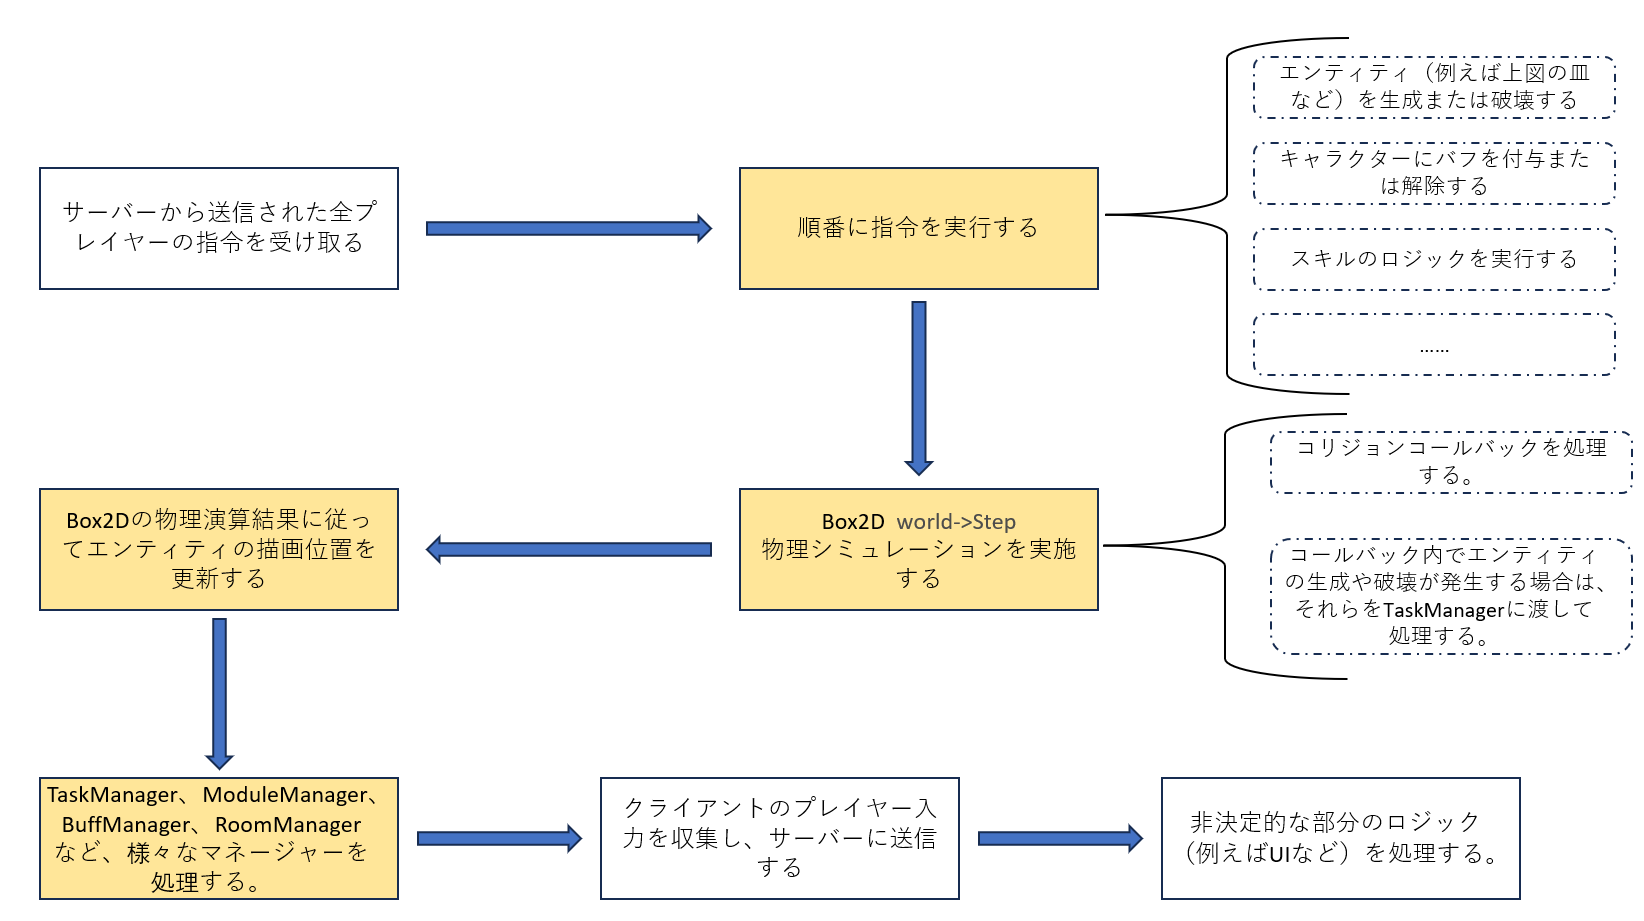 サーバーから送信された全プ
レイヤーの指令を受け取る
順番に指令を実行する
エンティティ（例えば上図の皿
など）を生成または破壊する
キャラクターにバフを付与また
は解除する
スキルのロジックを実行する
……
Box2D world->Step
物理シミュレーションを実施
する
コリジョンコールバックを処理
する。
コールバック内でエンティティ
の生成や破壊が発生する場合は、
それらをTaskManagerに渡して
処理する。
Box2Dの物理演算結果に従っ
てエンティティの描画位置を
更新する
TaskManager、ModuleManager、
BuffManager、RoomManager
など、様々なマネージャーを
処理する。
クライアントのプレイヤー入
力を収集し、サーバーに送信
する
非決定的な部分のロジック
（例えばUIなど）を処理する。